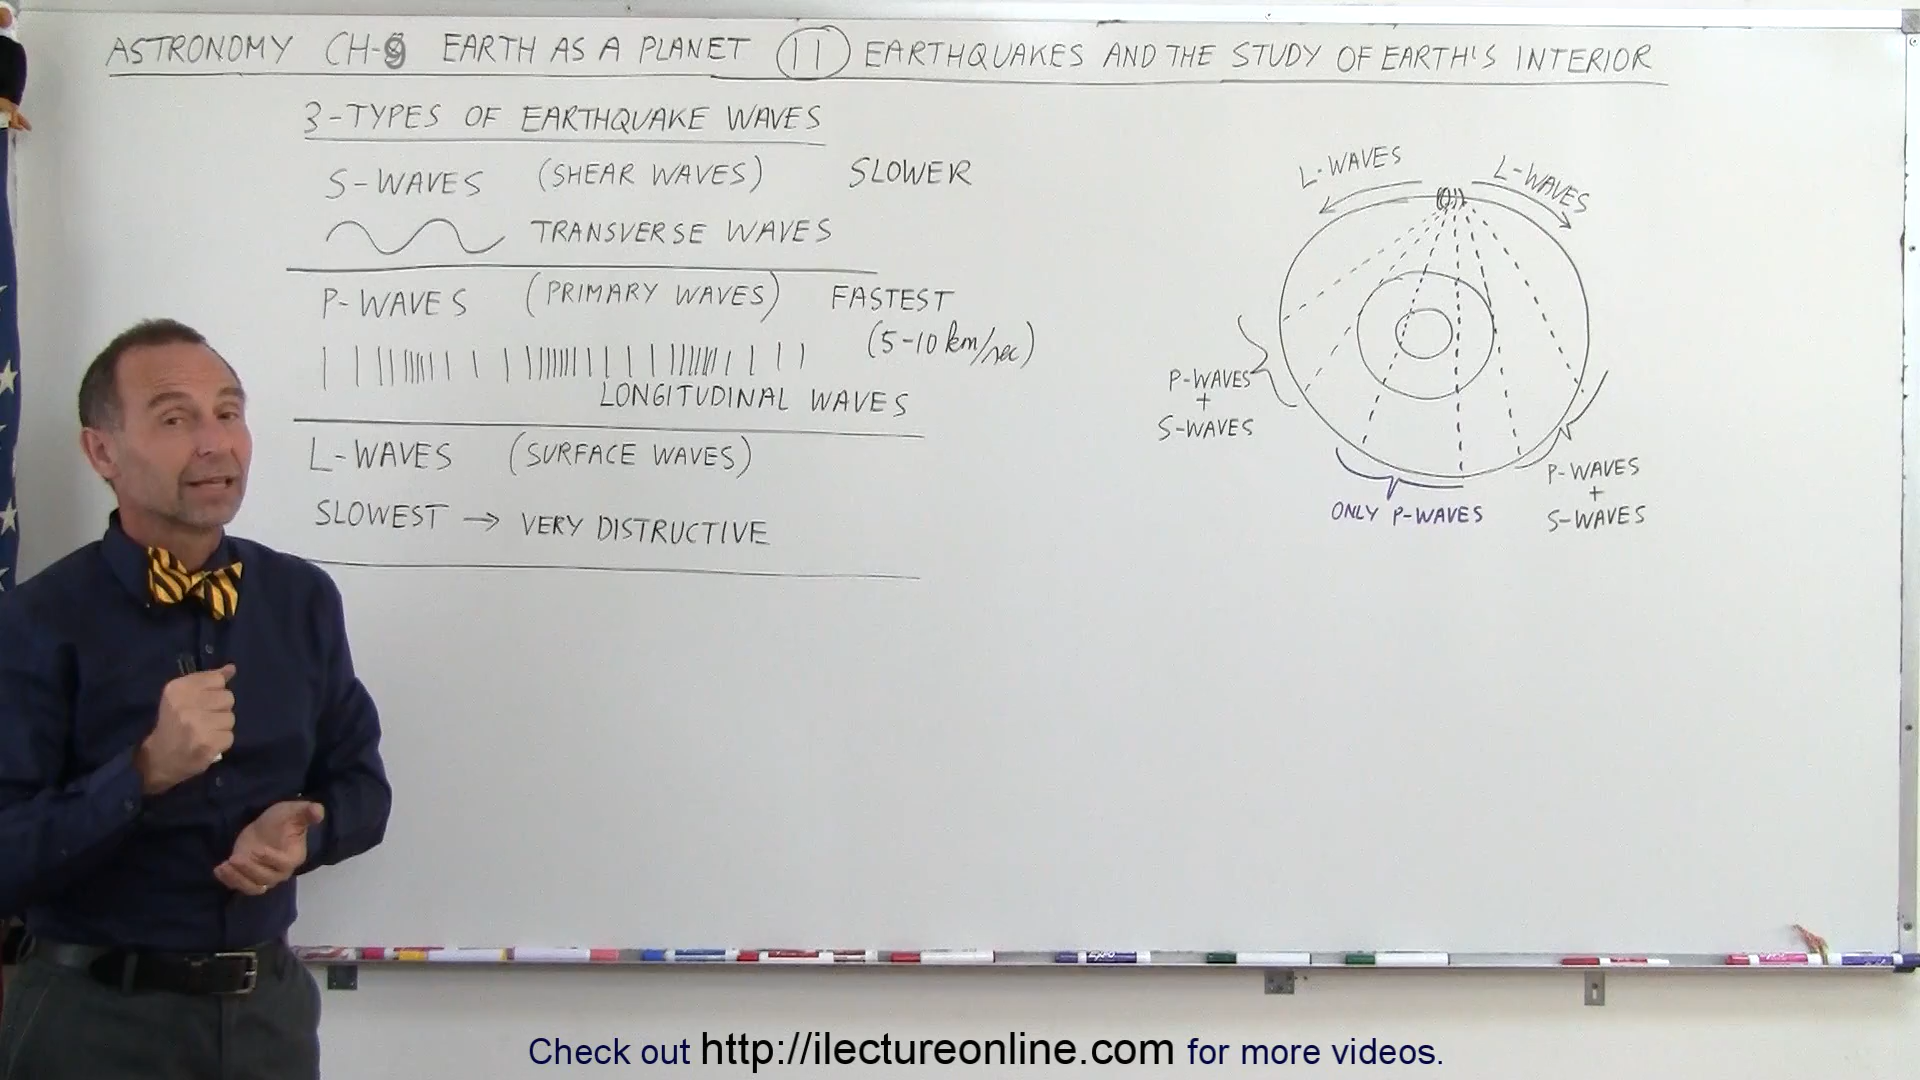 ASTRONOMY CH-9 EARTH AS A PLANET 11 EARTHQUAKES AND THE STUDY OF EARTH'S INTERIOR
3-TYPES OF EARTHQUAKE WAVES
S-WAVES (SHEAR WAVES) SLOWER
TRANSVERSE WAVES
P-WAVES (PRIMARY WAVES) FASTEST
(5-10 km/sec)
LONGITUDINAL WAVES
L-WAVES (SURFACE WAVES)
SLOWEST → VERY DISTRUCTIVE
L-WAVES
L-WAVES
P-WAVES
+
S-WAVES
ONLY P-WAVES
P-WAVES
+
S-WAVES
Check out http://ilectureonline.com for more videos.